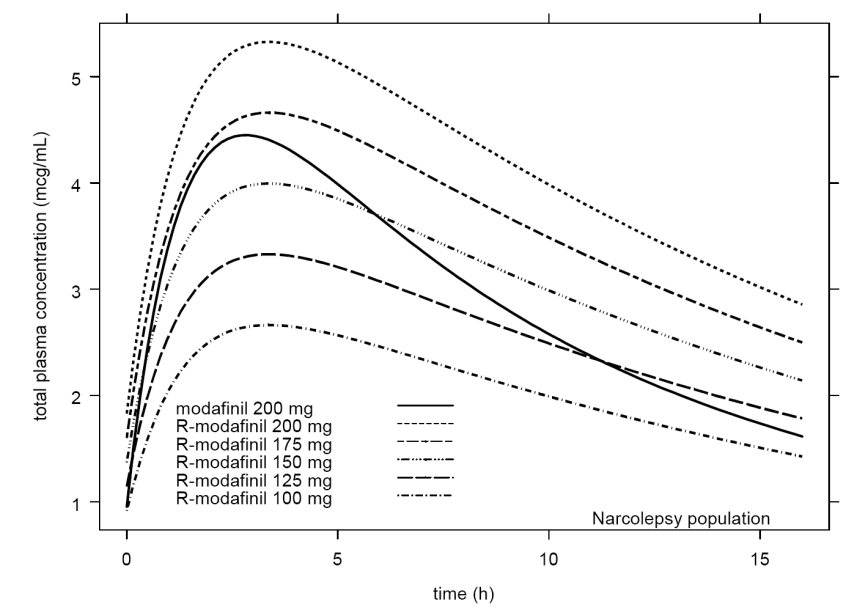 total plasma concentration (mcg/mL)
5
4
3
2
1
modafinil 200 mg
R-modafinil 200 mg
R-modafinil 175 mg
R-modafinil 150 mg
R-modafinil 125 mg
R-modafinil 100 mg
Narcolepsy population
0 5 10 15
time (h)